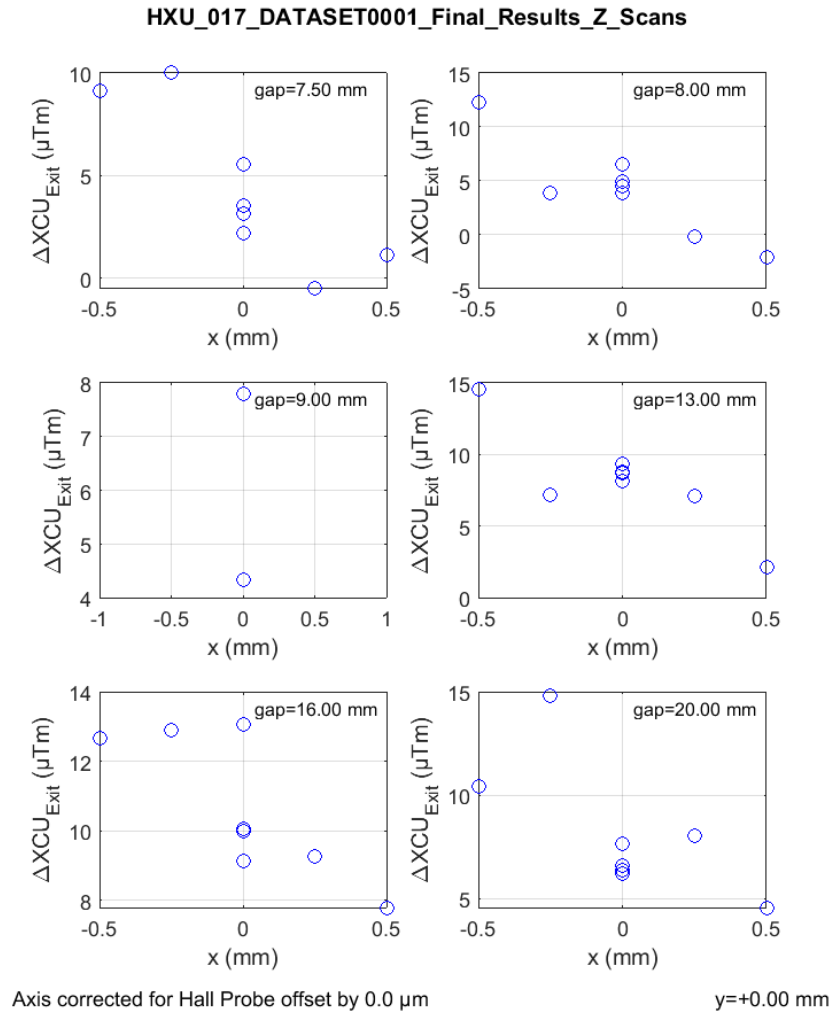 HXU_017_DATASET0001_Final_Results_Z_Scans
10
5
0
-0.5
0
0.5
gap=7.50 mm
ΔXCU_Exit (µTm)
x (mm)
15
10
5
0
-5
-0.5
0
0.5
gap=8.00 mm
ΔXCU_Exit (µTm)
x (mm)
8
7
6
5
4
-1
-0.5
0
0.5
1
gap=9.00 mm
ΔXCU_Exit (µTm)
x (mm)
15
10
5
0
-0.5
0
0.5
gap=13.00 mm
ΔXCU_Exit (µTm)
x (mm)
14
12
10
8
-0.5
0
0.5
gap=16.00 mm
ΔXCU_Exit (µTm)
x (mm)
15
10
5
-0.5
0
0.5
gap=20.00 mm
ΔXCU_Exit (µTm)
x (mm)
Axis corrected for Hall Probe offset by 0.0 µm
y=+0.00 mm